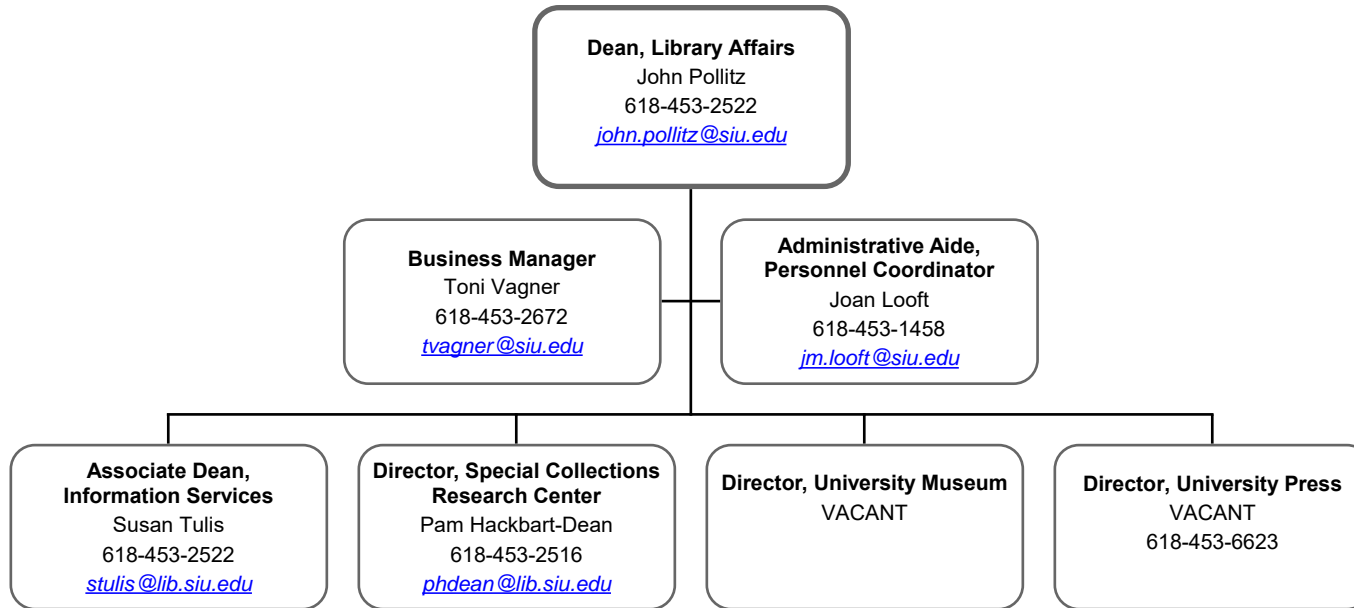 Dean, Library Affairs
John Pollitz
618-453-2522
john.pollitz@siu.edu
Business Manager
Toni Vagner
618-453-2672
tvagner@siu.edu
Administrative Aide,
Personnel Coordinator
Joan Looft
618-453-1458
jm.looft@siu.edu
Associate Dean,
Information Services
Susan Tulis
618-453-2522
stulis@lib.siu.edu
Director, Special Collections
Research Center
Pam Hackbart-Dean
618-453-2516
phdean@lib.siu.edu
Director, University Museum
VACANT
Director, University Press
VACANT
618-453-6623